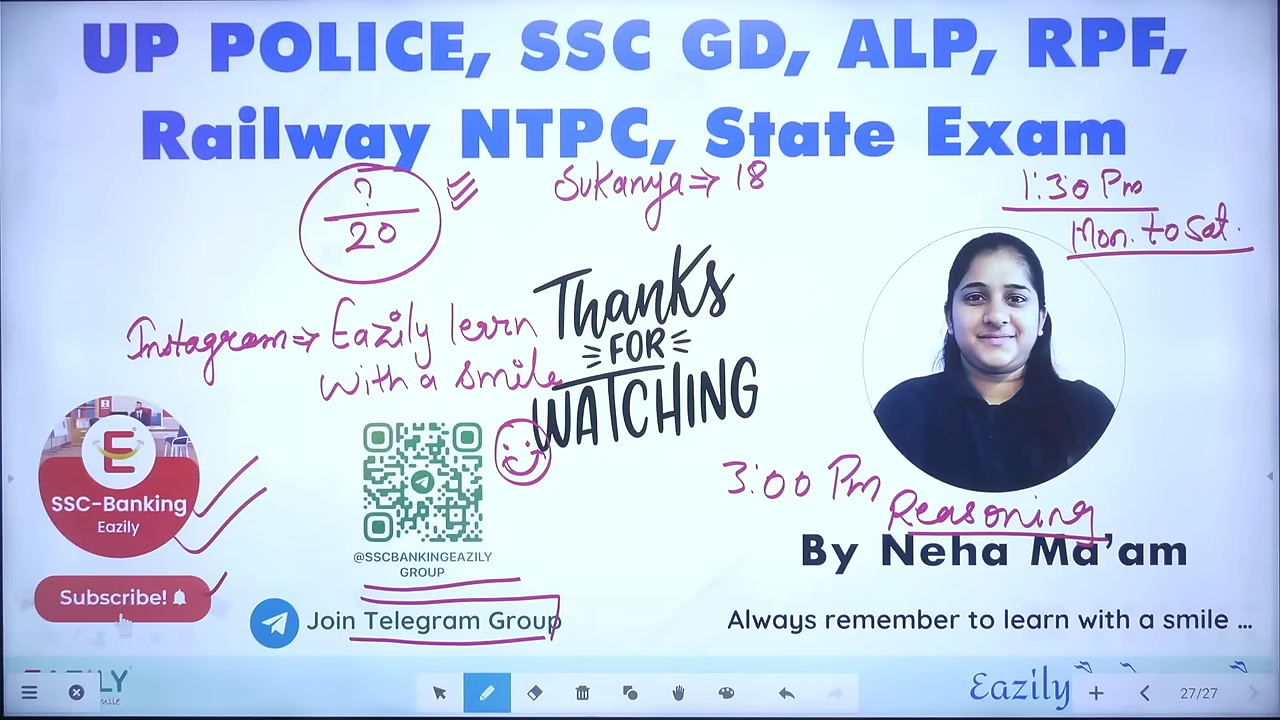 UP POLICE, SSC GD, ALP, RPF,
Railway NTPC, State Exam
?
20
Sukanya ⇒ 18
1:30 Pm
Mon. to Sat.
Thanks
FOR
WATCHING
Instagram ⇒ Eazily learn
with a smile
E
SSC-Banking
Eazily
Subscribe!
@SSCBANKINGEAZILY
GROUP
Join Telegram Group
3:00 Pm
Reasoning
By Neha Ma'am
Always remember to learn with a smile ...
Eazily
27/27